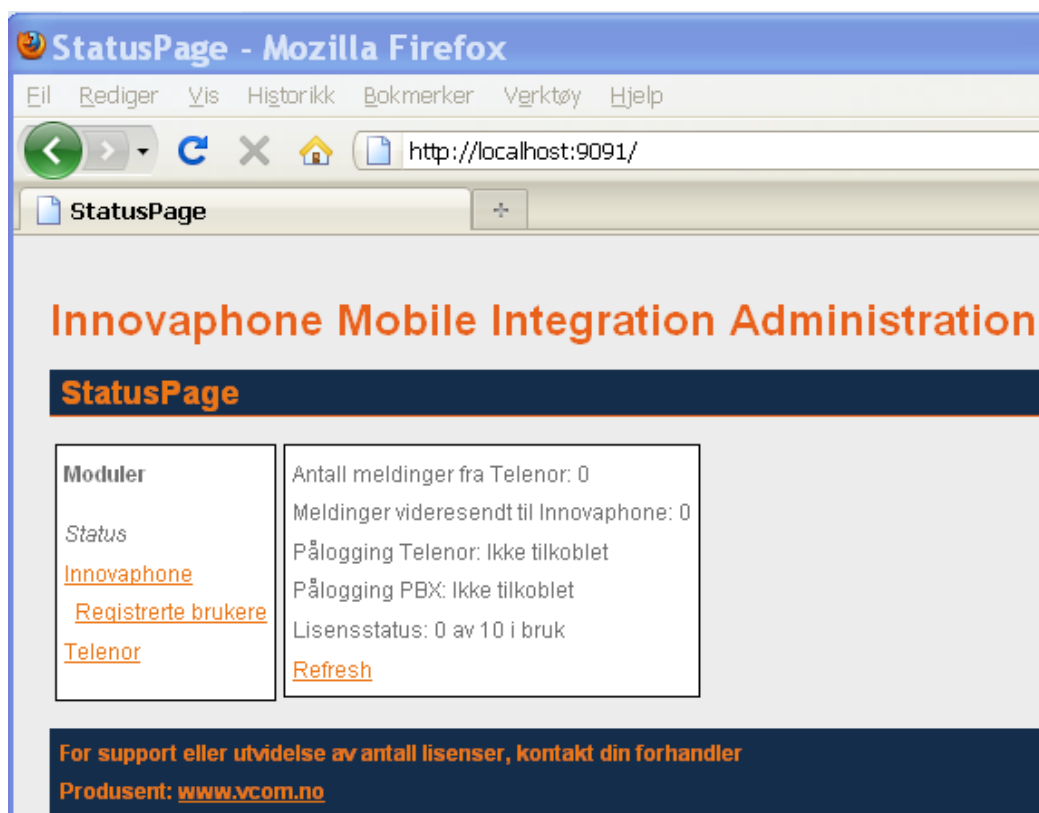 StatusPage - Mozilla Firefox
Eil Rediger Vis Historikk Bokmerker Verktøy Hjelp
http://localhost:9091/
StatusPage
Innovaphone Mobile Integration Administration
StatusPage
Moduler
Status
Innovaphone
Registrerte brukere
Telenor
Antall meldinger fra Telenor: 0
Meldinger videresendt til Innovaphone: 0
Pålogging Telenor: Ikke tilkoblet
Pålogging PBX: Ikke tilkoblet
Lisensstatus: 0 av 10 i bruk
Refresh
For support eller utvidelse av antall lisenser, kontakt din forhandler
Produsent: www.vcom.no